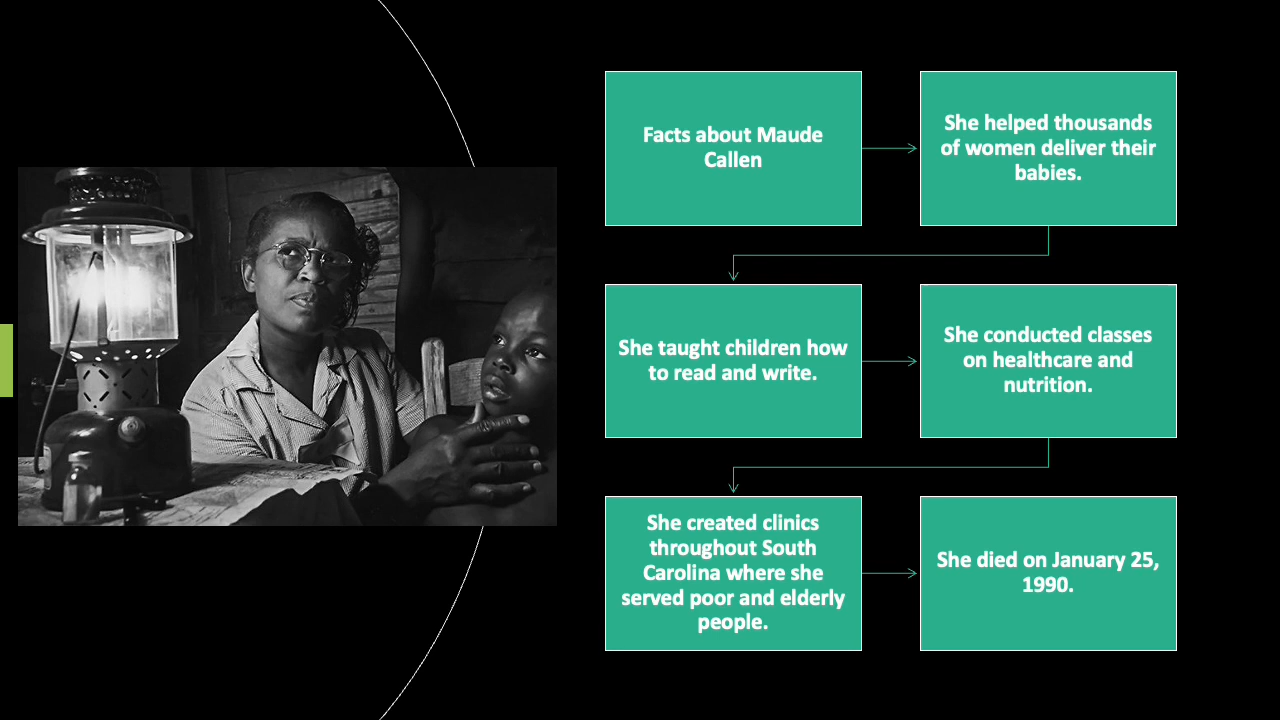 Facts about Maude
Callen
She helped thousands
of women deliver their
babies.
She taught children how
to read and write.
She conducted classes
on healthcare and
nutrition.
She created clinics
throughout South
Carolina where she
served poor and elderly
people.
She died on January 25,
1990.